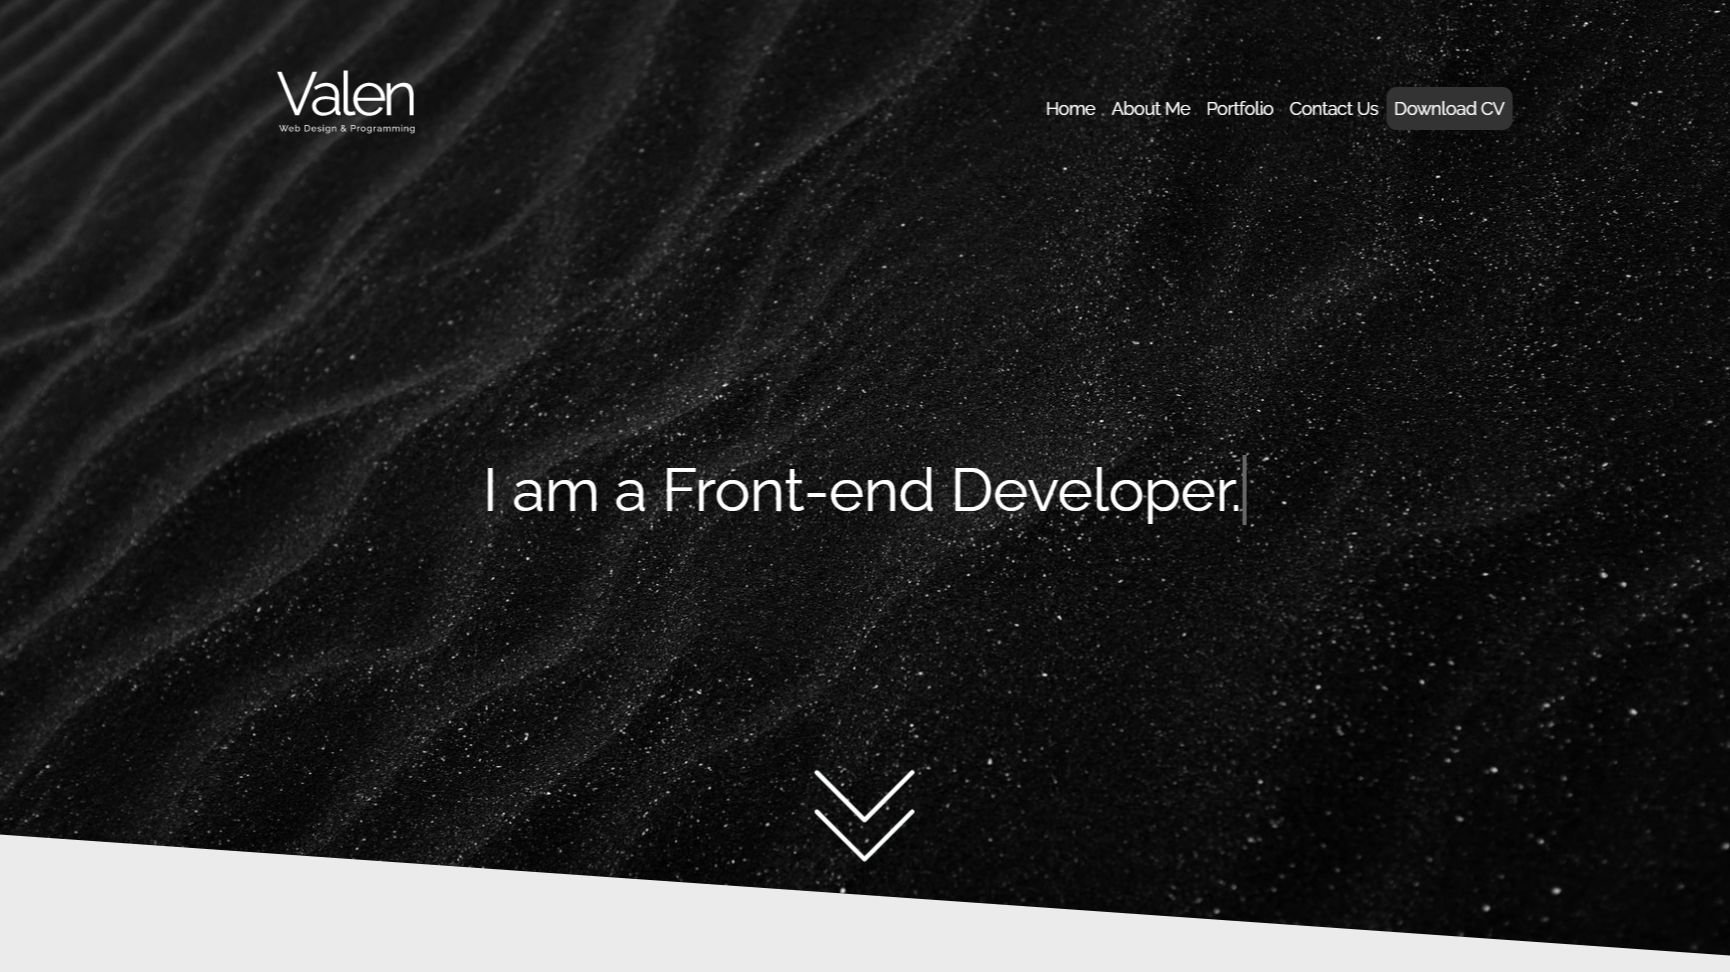 Valen
Web Design & Programming
Home About Me Portfolio Contact Us Download CV
I am a Front-end Developer.